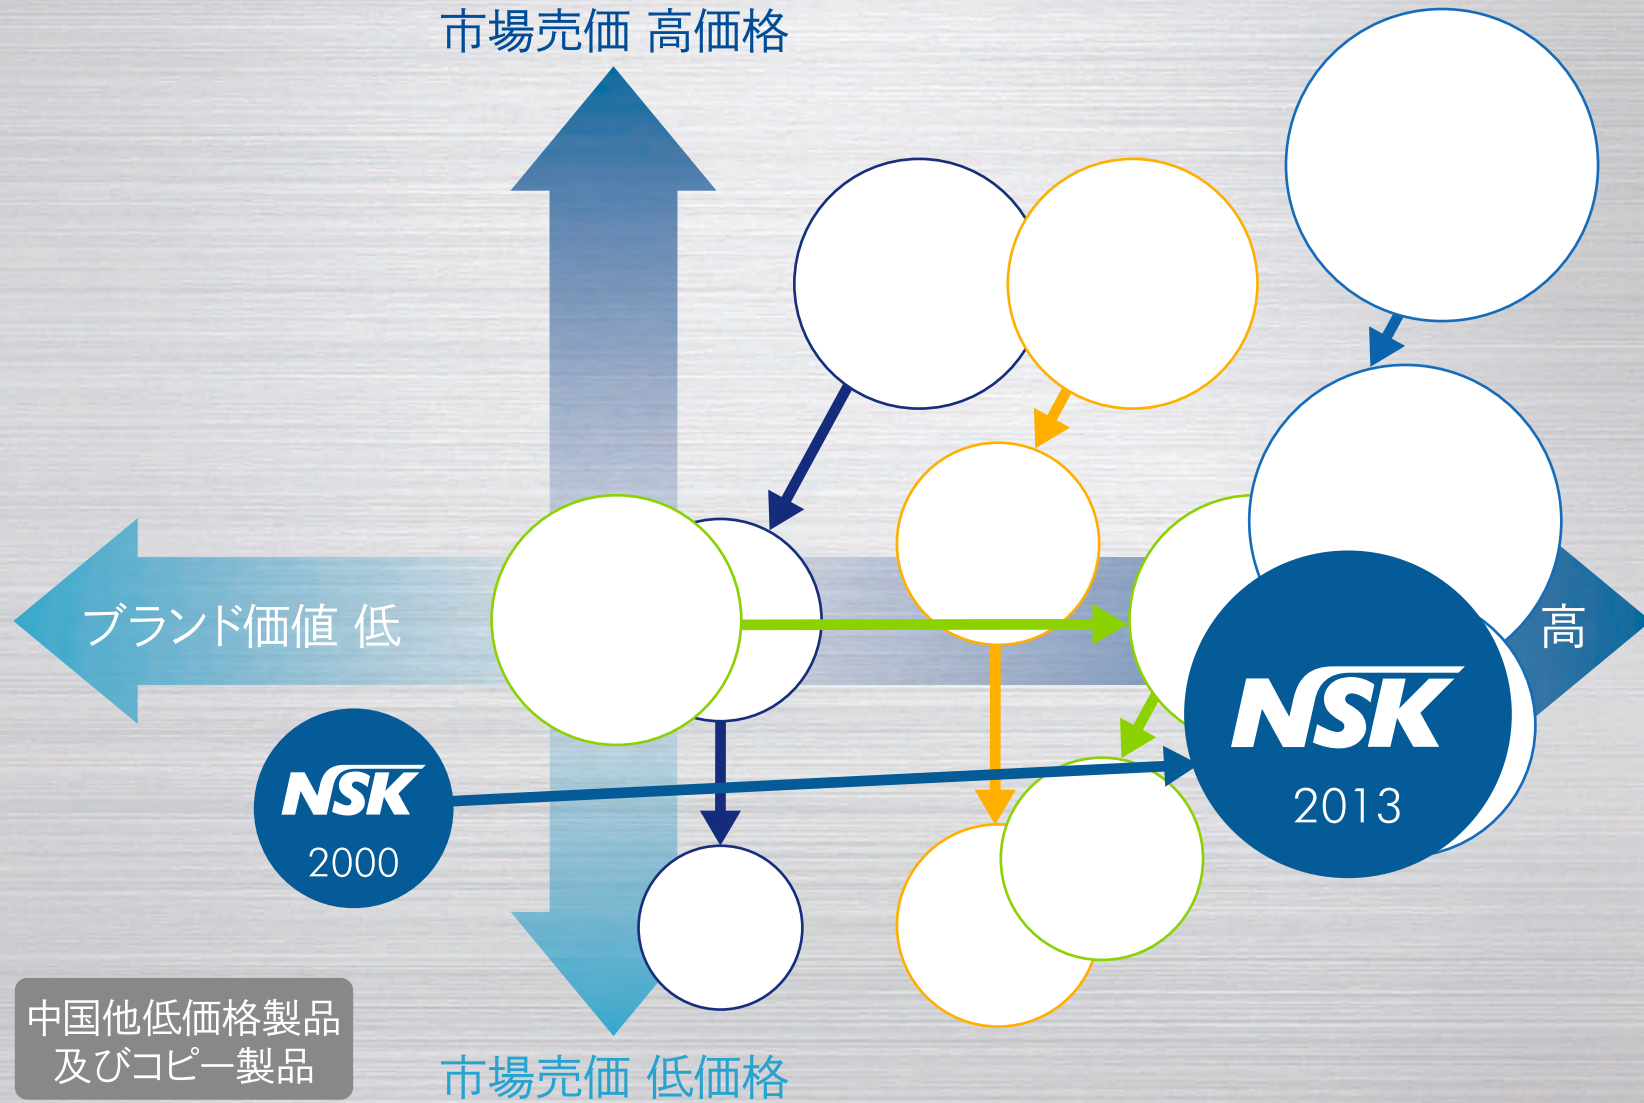 市場売価 高価格
ブランド価値 低
高
NSK
2000
NSK
2013
中国他低価格製品
及びコピー製品
市場売価 低価格